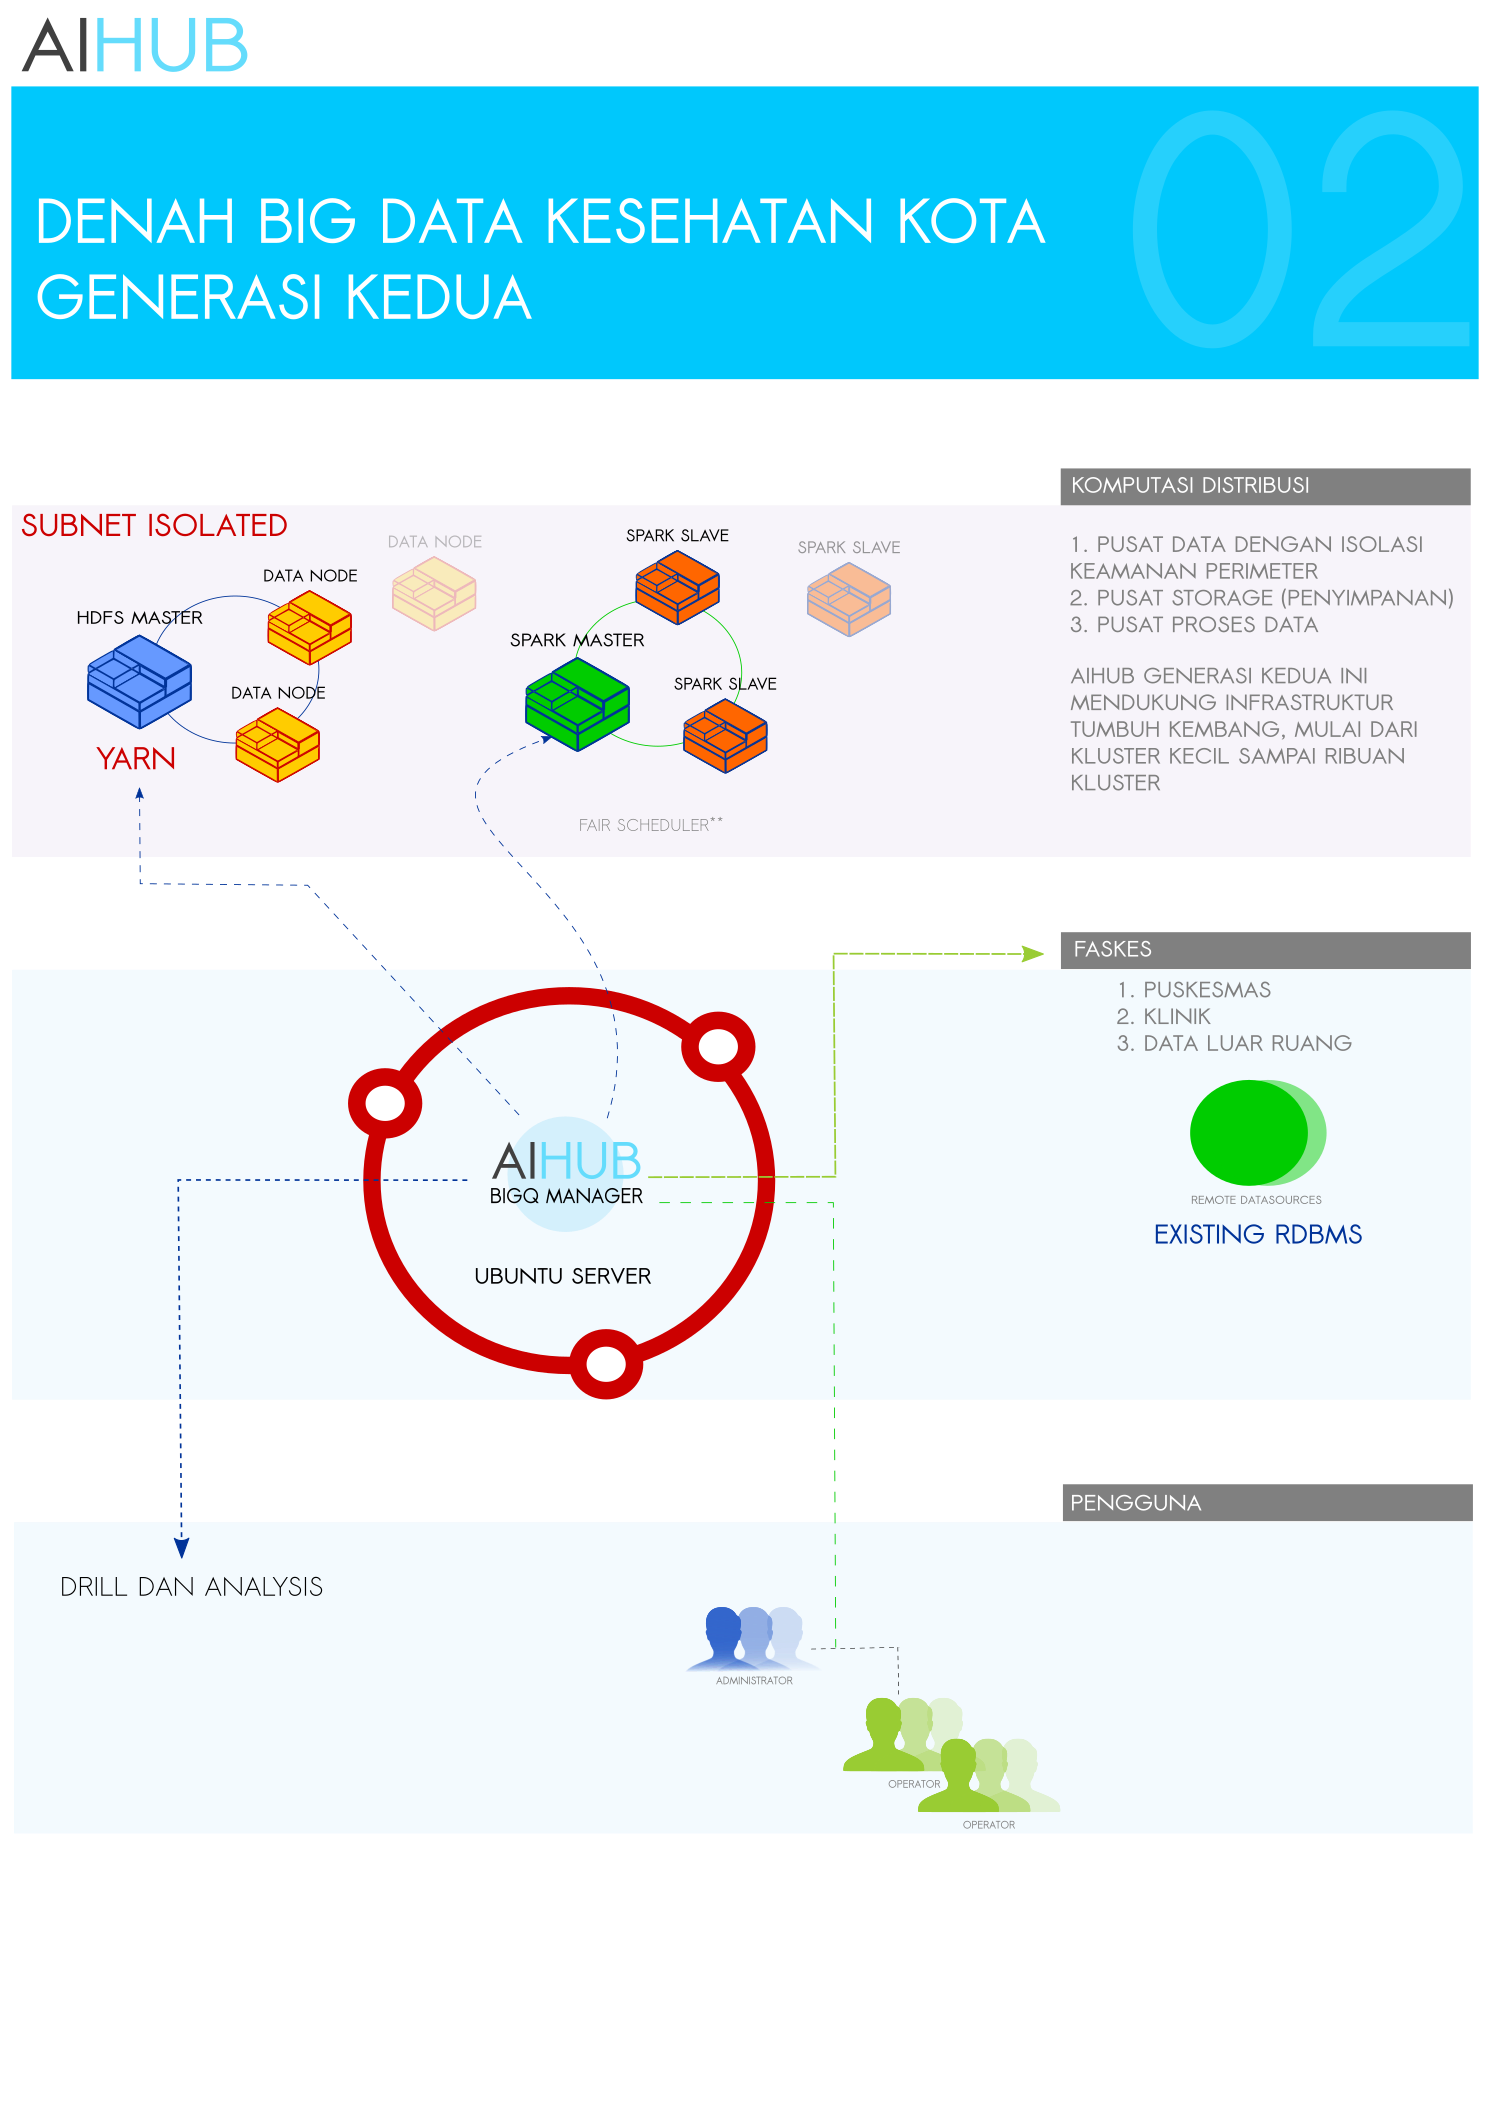 AIHUB
02
DENAH BIG DATA KESEHATAN KOTA
GENERASI KEDUA
KOMPUTASI DISTRIBUSI
SUBNET ISOLATED
DATA NODE
SPARK SLAVE
SPARK SLAVE
DATA NODE
HDFS MASTER
SPARK MASTER
DATA NODE
SPARK SLAVE
YARN
FAIR SCHEDULER**
1. PUSAT DATA DENGAN ISOLASI
KEAMANAN PERIMETER
2. PUSAT STORAGE (PENYIMPANAN)
3. PUSAT PROSES DATA
AIHUB GENERASI KEDUA INI
MENDUKUNG INFRASTRUKTUR
TUMBUH KEMBANG, MULAI DARI
KLUSTER KECIL SAMPAI RIBUAN
KLUSTER
FASKES
1. PUSKESMAS
2. KLINIK
3. DATA LUAR RUANG
AIHUB
BIGQ MANAGER
UBUNTU SERVER
REMOTE DATASOURCES
EXISTING RDBMS
PENGGUNA
DRILL DAN ANALYSIS
ADMINISTRATOR
OPERATOR
OPERATOR